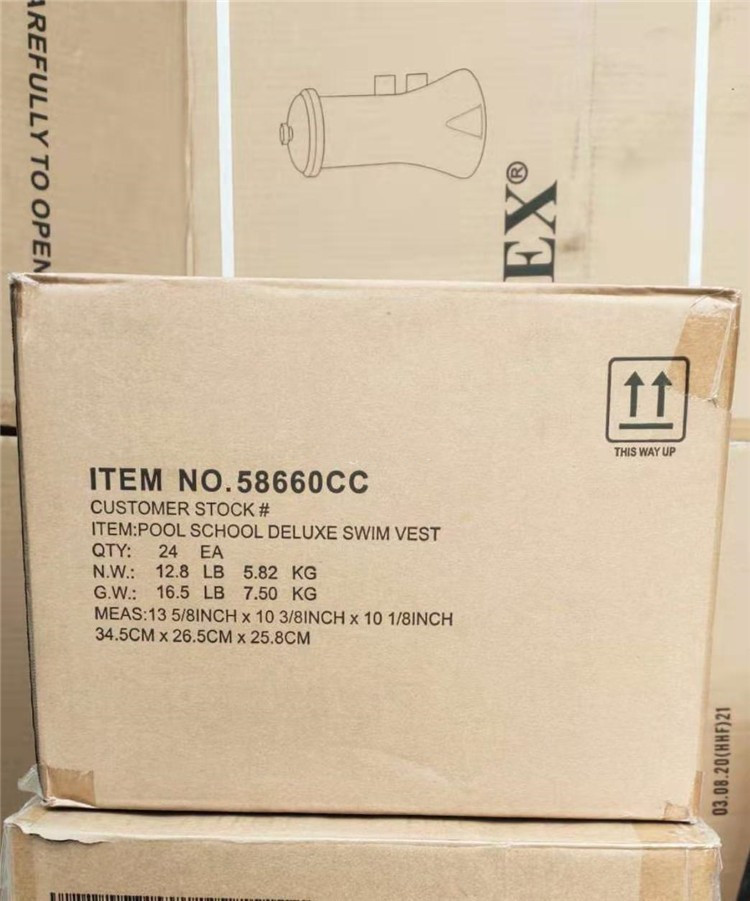 AREFULLY TO OPEN
EX®
THIS WAY UP
ITEM NO.58660CC
CUSTOMER STOCK #
ITEM:POOL SCHOOL DELUXE SWIM VEST
QTY: 24 EA
N.W.: 12.8 LB 5.82 KG
G.W.: 16.5 LB 7.50 KG
MEAS:13 5/8INCH x 10 3/8INCH x 10 1/8INCH
34.5CM x 26.5CM x 25.8CM
03.08.20(HHF)21